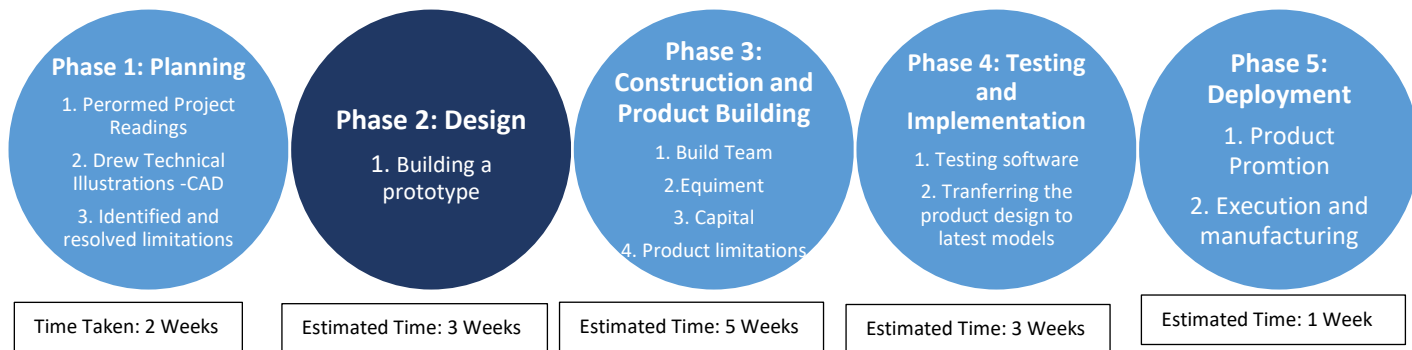 Phase 1: Planning
1. Perormed Project
Readings
2. Drew Technical
Illustrations -CAD
3. Identified and
resolved limitations
Phase 2: Design
1. Building a
prototype
Phase 3:
Construction and
Product Building
1. Build Team
2.Equiment
3. Capital
4. Product limitations
Phase 4: Testing
and
Implementation
1. Testing software
2. Tranferring the
product design to
latest models
Phase 5:
Deployment
1. Product
Promtion
2. Execution and
manufacturing
Time Taken: 2 Weeks
Estimated Time: 3 Weeks
Estimated Time: 5 Weeks
Estimated Time: 3 Weeks
Estimated Time: 1 Week